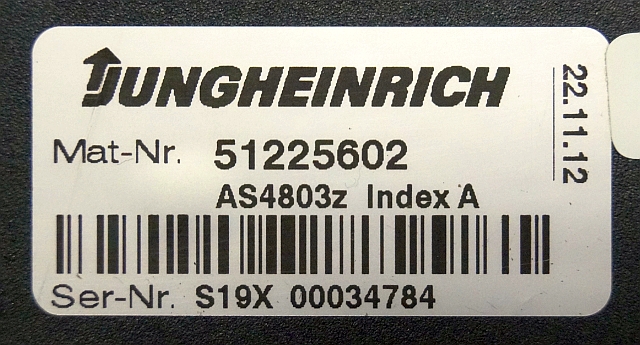 JUNGHEINRICH
22.11.12
Mat-Nr. 51225602
AS4803z Index A
Ser-Nr. S19X 00034784